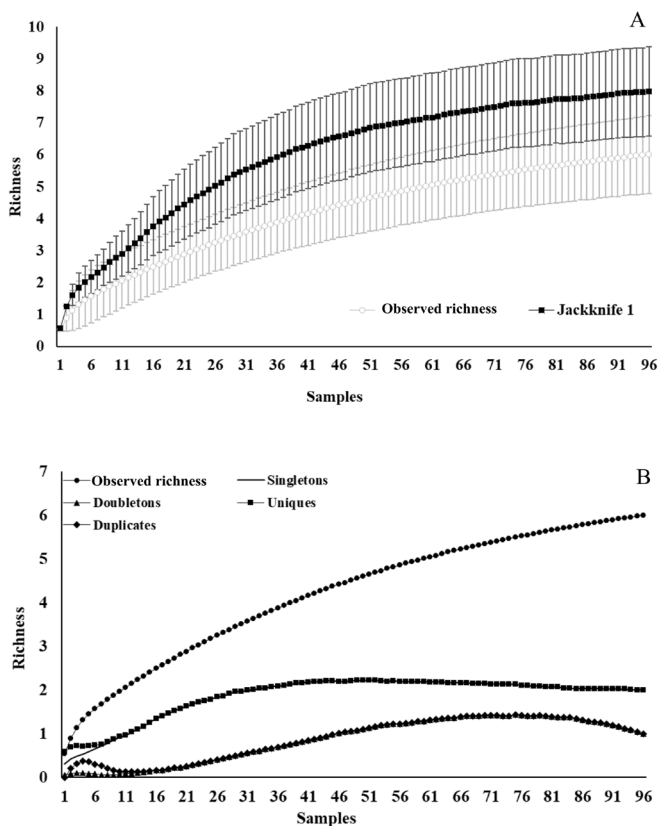 A
10
9
8
7
6
5
4
3
2
1
0
Richness
Observed richness Jackknife 1
1 6 11 16 21 26 31 36 41 46 51 56 61 66 71 76 81 86 91 96
Samples
B
7
6
5
4
3
2
1
0
Richness
Observed richness Singletons
Doubletons Uniques
Duplicates
1 6 11 16 21 26 31 36 41 46 51 56 61 66 71 76 81 86 91 96
Samples